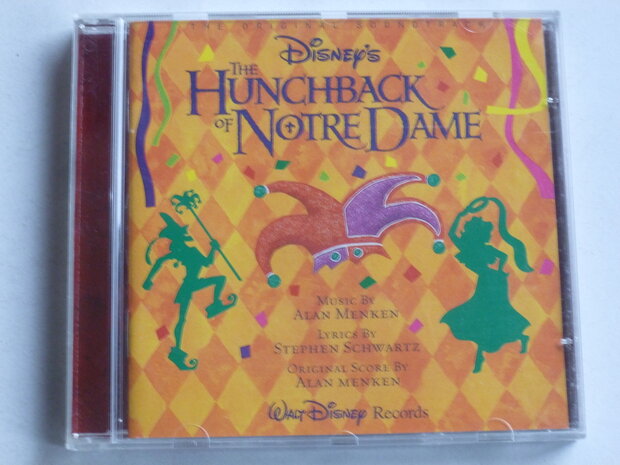 THE ORIGINAL SOUNDTRACK
DISNEY'S
THE
HUNCHBACK
OF NOTRE DAME
MUSIC BY
ALAN MENKEN
LYRICS BY
STEPHEN SCHWARTZ
ORIGINAL SCORE BY
ALAN MENKEN
WALT DISNEY Records